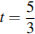 t = 5/3